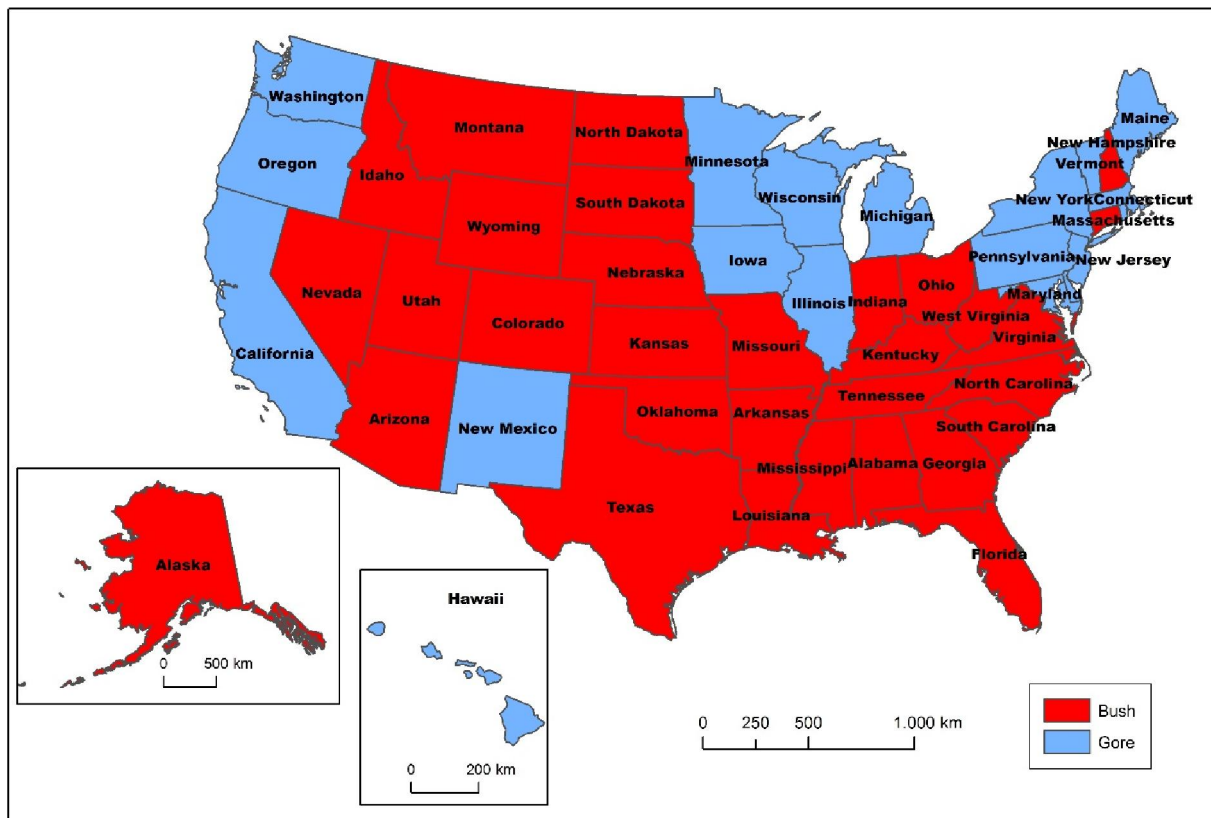 Washington
Maine
Montana
North Dakota
New Hampshire
Minnesota
Vermont
Oregon
Idaho
Wisconsin
South Dakota
New York
Connecticut
Michigan
Massachusetts
Wyoming
Pennsylvania
New Jersey
Iowa
Nebraska
Ohio
Nevada
Utah
Illinois
Indiana
Maryland
West Virginia
Colorado
Virginia
Kansas
Missouri
California
Kentucky
North Carolina
Tennessee
Arizona
Oklahoma
Arkansas
New Mexico
South Carolina
Mississippi
Alabama
Georgia
Texas
Louisiana
Florida
Alaska
0 500 km
Hawaii
0 200 km
0 250 500 1.000 km
Bush
Gore